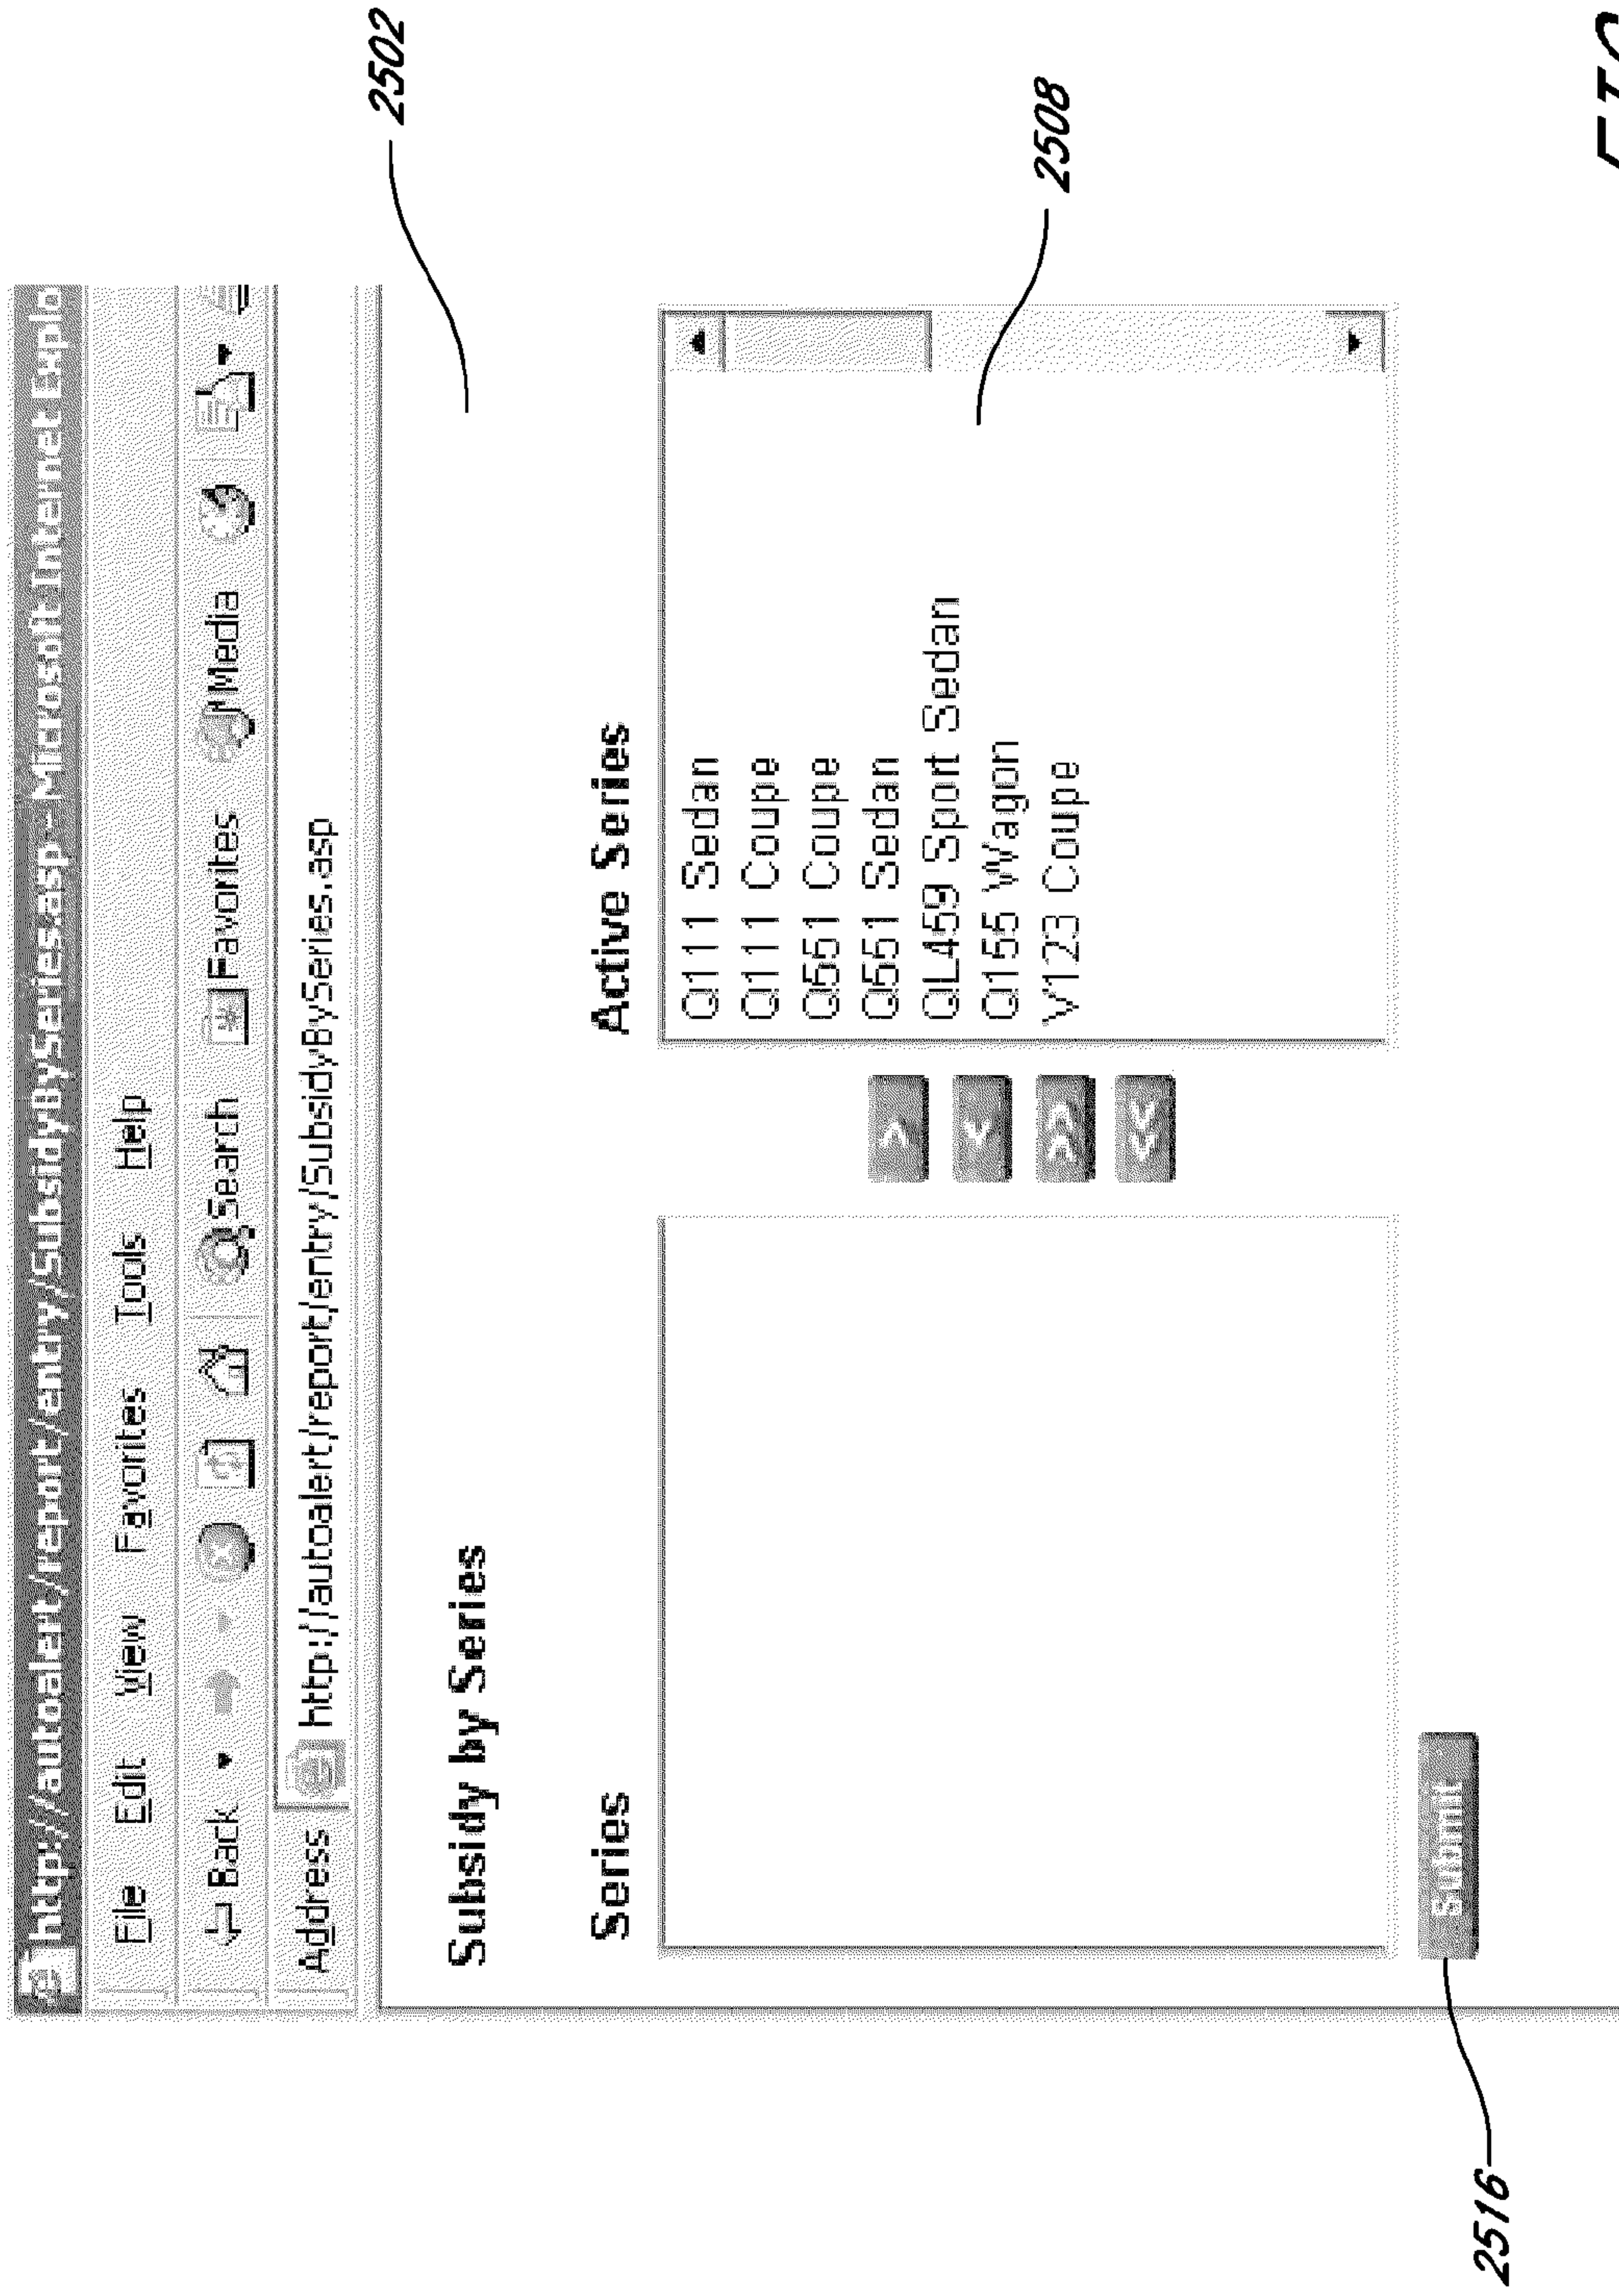 http://autoalert/report/entry/SubsidyBySeries.asp - Microsoft Internet Explo
File Edit View Favorites Tools Help
Back Search Favorites Media
Address http://autoalert/report/entry/SubsidyBySeries.asp
2502
Subsidy by Series
Series Active Series
Q111 Sedan
Q111 Coupe
Q551 Coupe
Q551 Sedan
QL459 Sport Sedan
Q155 Wagon
V123 Coupe
2508
>
<
>>
<<
Submit
2516